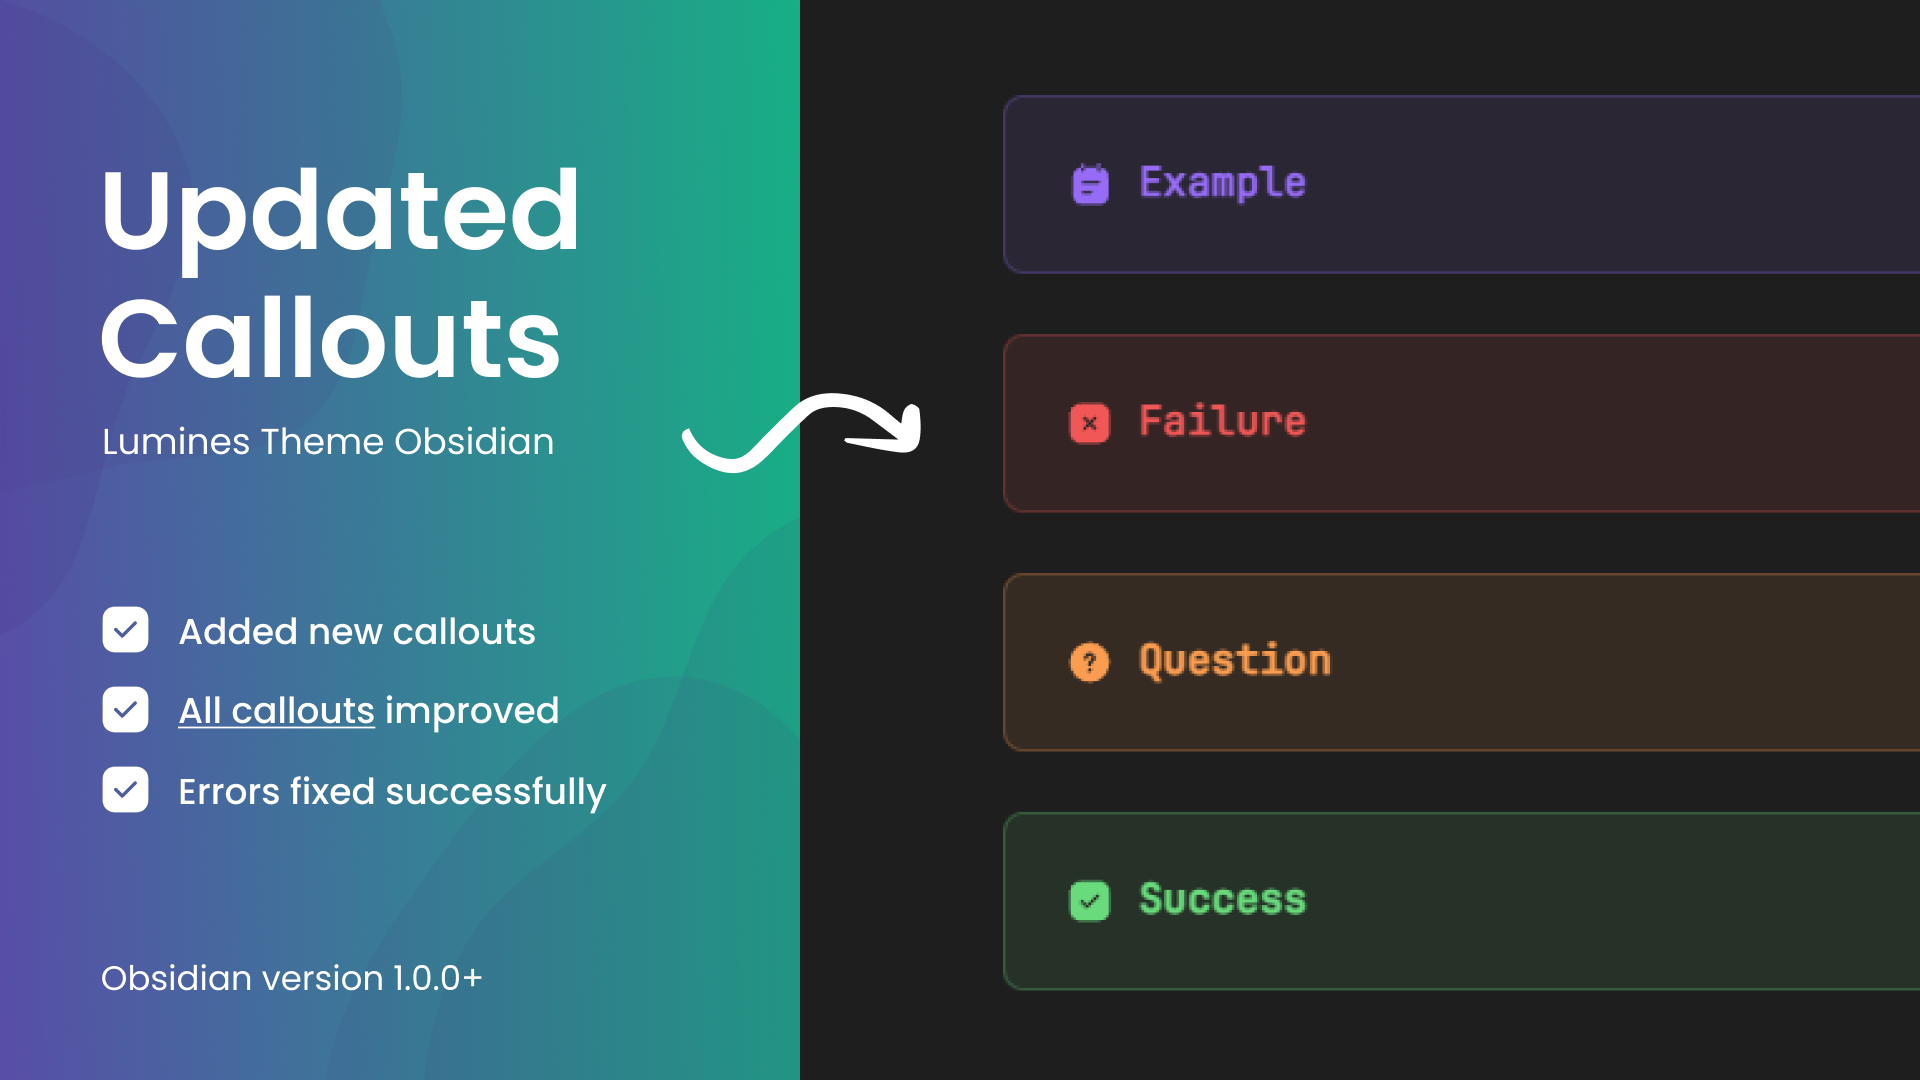 Updated
Callouts
Lumines Theme Obsidian
Added new callouts
All callouts improved
Errors fixed successfully
Obsidian version 1.0.0+
Example
Failure
Question
Success